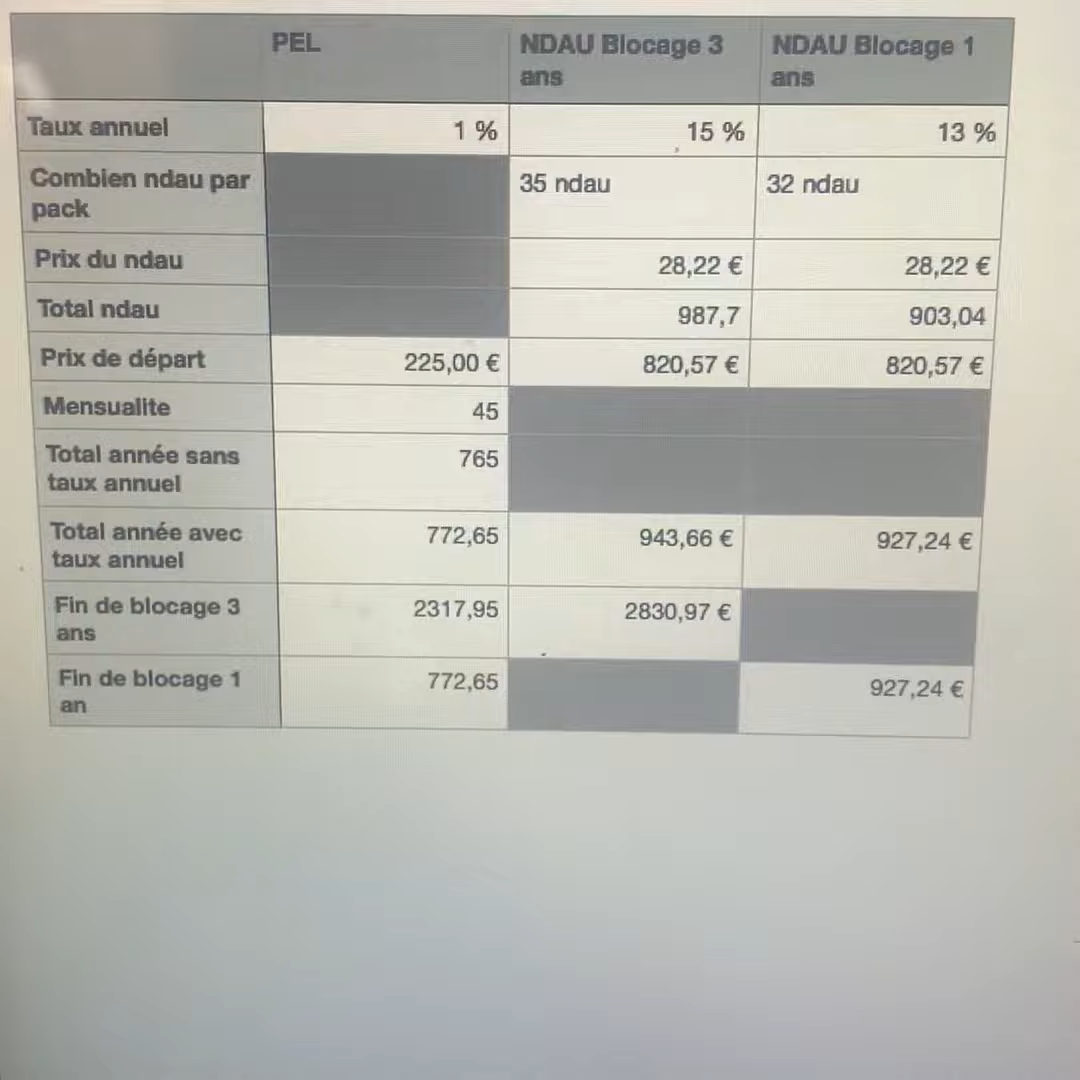 PEL
NDAU Blocage 3
ans
NDAU Blocage 1
ans
Taux annuel
1 %
15 %
13 %
Combien ndau par
pack
35 ndau
32 ndau
Prix du ndau
28,22 €
28,22 €
Total ndau
987,7
903,04
Prix de départ
225,00 €
820,57 €
820,57 €
Mensualite
45
Total année sans
taux annuel
765
Total année avec
taux annuel
772,65
943,66 €
927,24 €
Fin de blocage 3
ans
2317,95
2830,97 €
Fin de blocage 1
an
772,65
927,24 €